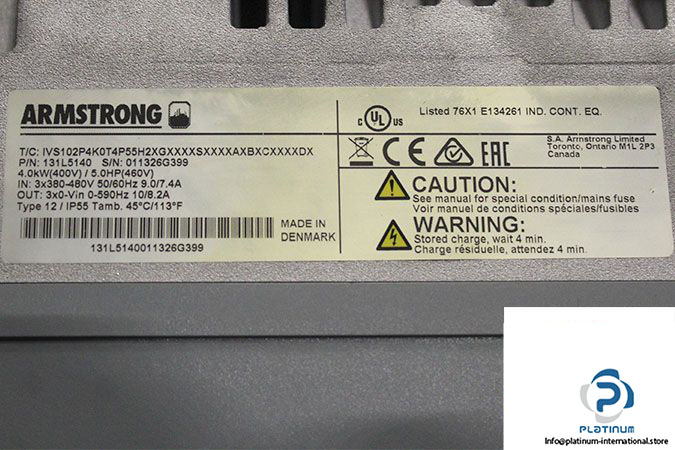 ARMSTRONG
T/C: IVS102P4K0T4P55H2XGXXXXSXXXXAXBXCXXXXDX
P/N: 131L5140 S/N: 011326G399
4.0kW(400V) / 5.0HP(460V)
IN: 3x380-480V 50/60Hz 9.0/7.4A
OUT: 3x0-Vin 0-590Hz 10/8.2A
Type 12 / IP55 Tamb. 45°C/113°F
MADE IN
DENMARK
131L5140011326G399
c UL US
Listed 76X1 E134261 IND. CONT. EQ.
CE EAC
S.A. Armstrong Limited
Toronto, Ontario M1L 2P3
Canada
CAUTION:
See manual for special condition/mains fuse
Voir manuel de conditions spéciales/fusibles
WARNING:
Stored charge, wait 4 min.
Charge résiduelle, attendez 4 min.
PLATINUM
Info@platinum-international.store